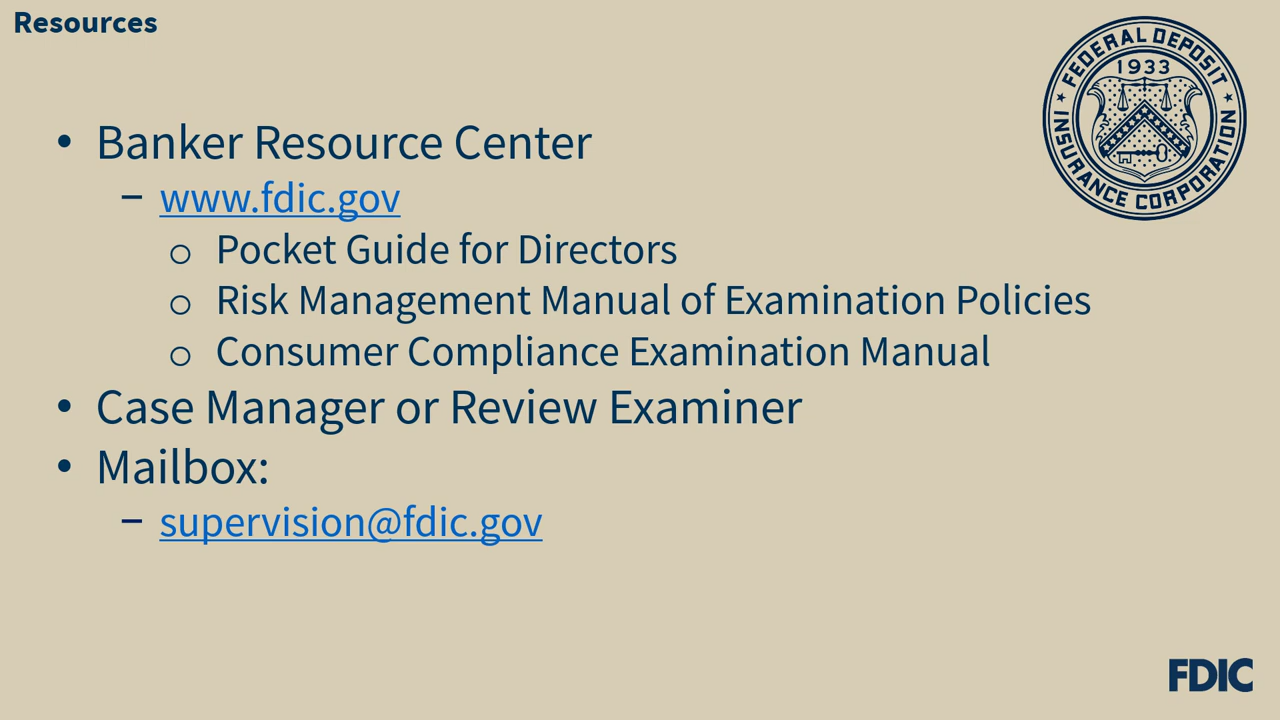 Resources
FEDERAL DEPOSIT
INSURANCE CORPORATION
1933
• Banker Resource Center
– www.fdic.gov
o Pocket Guide for Directors
o Risk Management Manual of Examination Policies
o Consumer Compliance Examination Manual
• Case Manager or Review Examiner
• Mailbox:
– supervision@fdic.gov
FDIC